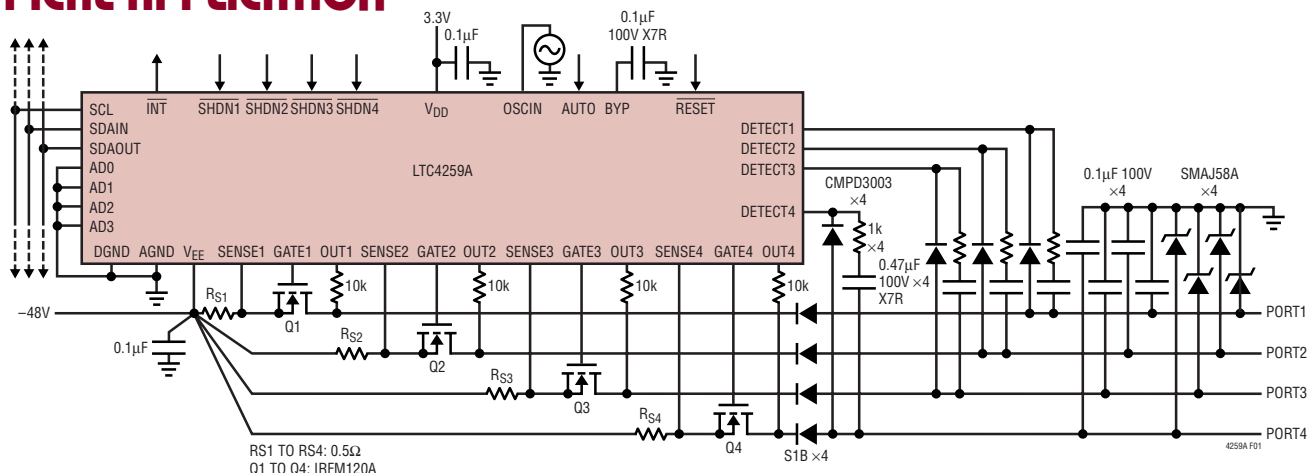 3.3V
0.1µF
0.1µF
100V X7R
SCL
SDAIN
SDAOUT
AD0
AD1
AD2
AD3
INT
SHDN1 SHDN2 SHDN3 SHDN4
VDD
OSCIN
AUTO
BYP
RESET
LTC4259A
DETECT1
DETECT2
DETECT3
DETECT4
DGND AGND VEE SENSE1 GATE1 OUT1 SENSE2 GATE2 OUT2 SENSE3 GATE3 OUT3 SENSE4 GATE4 OUT4
CMPD3003
×4
1k
×4
0.47µF
100V ×4
X7R
0.1µF 100V
×4
SMAJ58A
×4
10k
10k
10k
10k
–48V
0.1µF
RS1
Q1
RS2
Q2
RS3
Q3
RS4
Q4
S1B ×4
PORT1
PORT2
PORT3
PORT4
4259A F01
RS1 TO RS4: 0.5Ω
Q1 TO Q4: IRFM120A